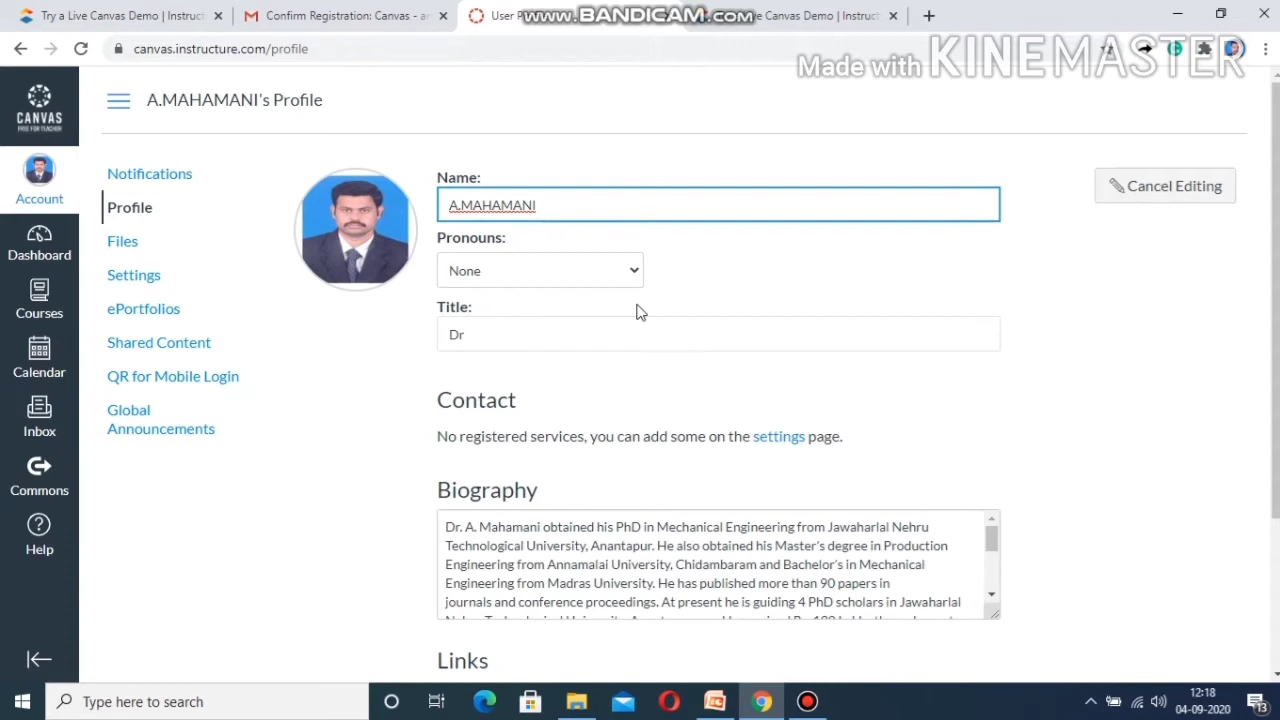 Try a Live Canvas Demo | Instruct
Confirm Registration: Canvas - ar
User P
www.BANDICAM.com
e Canvas Demo | Instruct
canvas.instructure.com/profile
Made with KINEMASTER
CANVAS
FREE FOR TEACHER
A.MAHAMANI's Profile
Account
Dashboard
Courses
Calendar
Inbox
Commons
Help
Notifications
Profile
Files
Settings
ePortfolios
Shared Content
QR for Mobile Login
Global
Announcements
Name:
A.MAHAMANI
Cancel Editing
Pronouns:
None
Title:
Dr
Contact
No registered services, you can add some on the settings page.
Biography
Dr. A. Mahamani obtained his PhD in Mechanical Engineering from Jawaharlal Nehru
Technological University, Anantapur. He also obtained his Master's degree in Production
Engineering from Annamalai University, Chidambaram and Bachelor's in Mechanical
Engineering from Madras University. He has published more than 90 papers in
journals and conference proceedings. At present he is guiding 4 PhD scholars in Jawaharlal
Links
Type here to search
12:18
04-09-2020
13